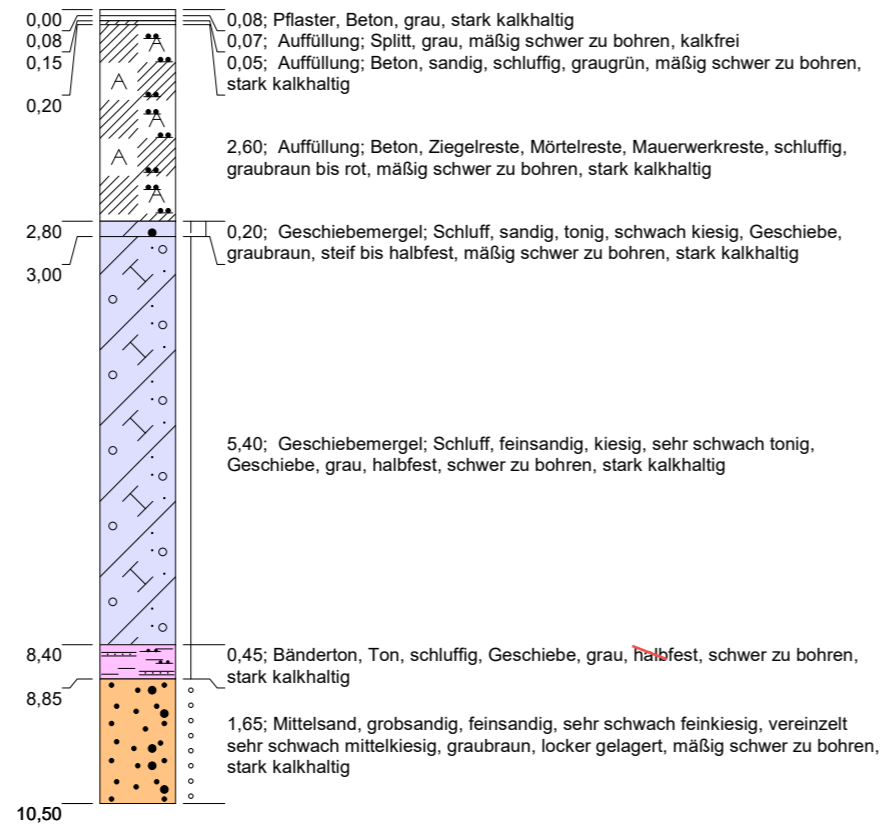 0,00
0,08; Pflaster, Beton, grau, stark kalkhaltig
0,08
0,07; Auffüllung; Splitt, grau, mäßig schwer zu bohren, kalkfrei
0,15
0,05; Auffüllung; Beton, sandig, schluffig, graugrün, mäßig schwer zu bohren,
stark kalkhaltig
0,20
2,60; Auffüllung; Beton, Ziegelreste, Mörtelreste, Mauerwerkreste, schluffig,
graubraun bis rot, mäßig schwer zu bohren, stark kalkhaltig
2,80
0,20; Geschiebemergel; Schluff, sandig, tonig, schwach kiesig, Geschiebe,
graubraun, steif bis halbfest, mäßig schwer zu bohren, stark kalkhaltig
3,00
5,40; Geschiebemergel; Schluff, feinsandig, kiesig, sehr schwach tonig,
Geschiebe, grau, halbfest, schwer zu bohren, stark kalkhaltig
8,40
0,45; Bänderton, Ton, schluffig, Geschiebe, grau, halbfest, schwer zu bohren,
stark kalkhaltig
8,85
1,65; Mittelsand, grobsandig, feinsandig, sehr schwach feinkiesig, vereinzelt
sehr schwach mittelkiesig, graubraun, locker gelagert, mäßig schwer zu bohren,
stark kalkhaltig
10,50